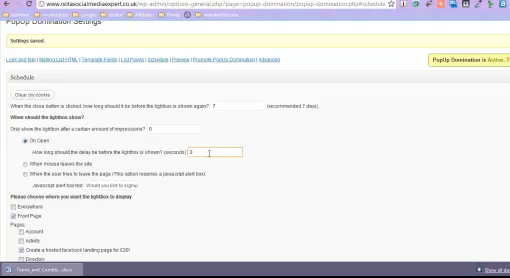 www.notasocialmediaexpert.co.uk/wp-admin/options-general.php?page=popup-domination/popup-domination.php#schedule
PopUp Domination Settings
Settings saved.
Look and feel | Mailing List HTML | Template Fields | List Points | Schedule | Preview | Promote PopUp Domination | Advanced
PopUp Domination is Active.
Schedule
Clear my cookie
When the close button is clicked, how long should it be before the lightbox is shown again? 7 (recommended 7 days).
When should the lightbox show?
Only show the lightbox after a certain amount of impressions? 0
On Open
How long should the delay be before the lightbox is shown? (seconds) 3
When mouse leaves the site.
When the user tries to leave the page (This option requires a javascript alert box).
Javascript alert box text: Would you like to signup
Please choose where you want the lightbox to display
Everywhere
Front Page
Pages:
Account
Activity
Create a hosted facebook landing page for £29!
Directory
Terms_and_Conditi....docx
Show all do